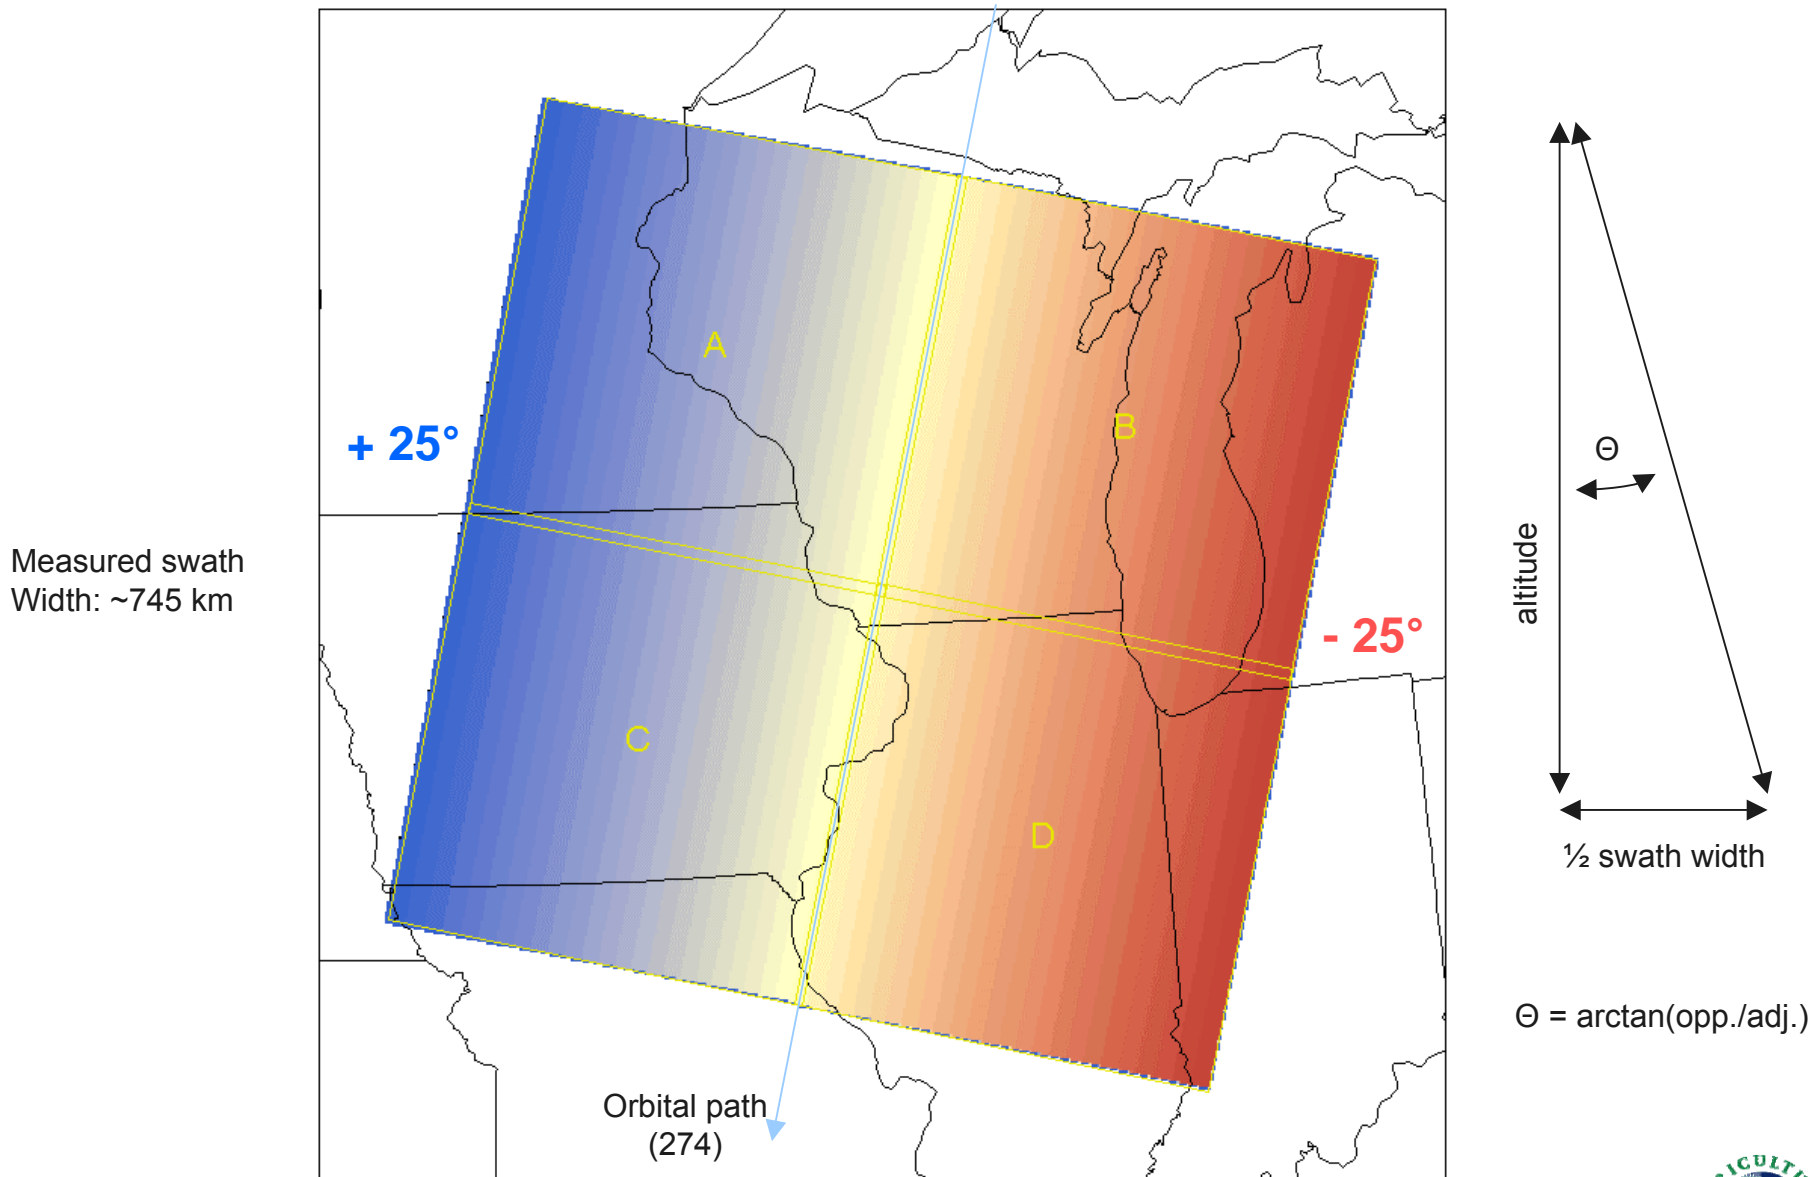 A
B
+ 25°
Measured swath
Width: ~745 km
- 25°
C
D
Orbital path
(274)
Θ
altitude
½ swath width
Θ = arctan(opp./adj.)